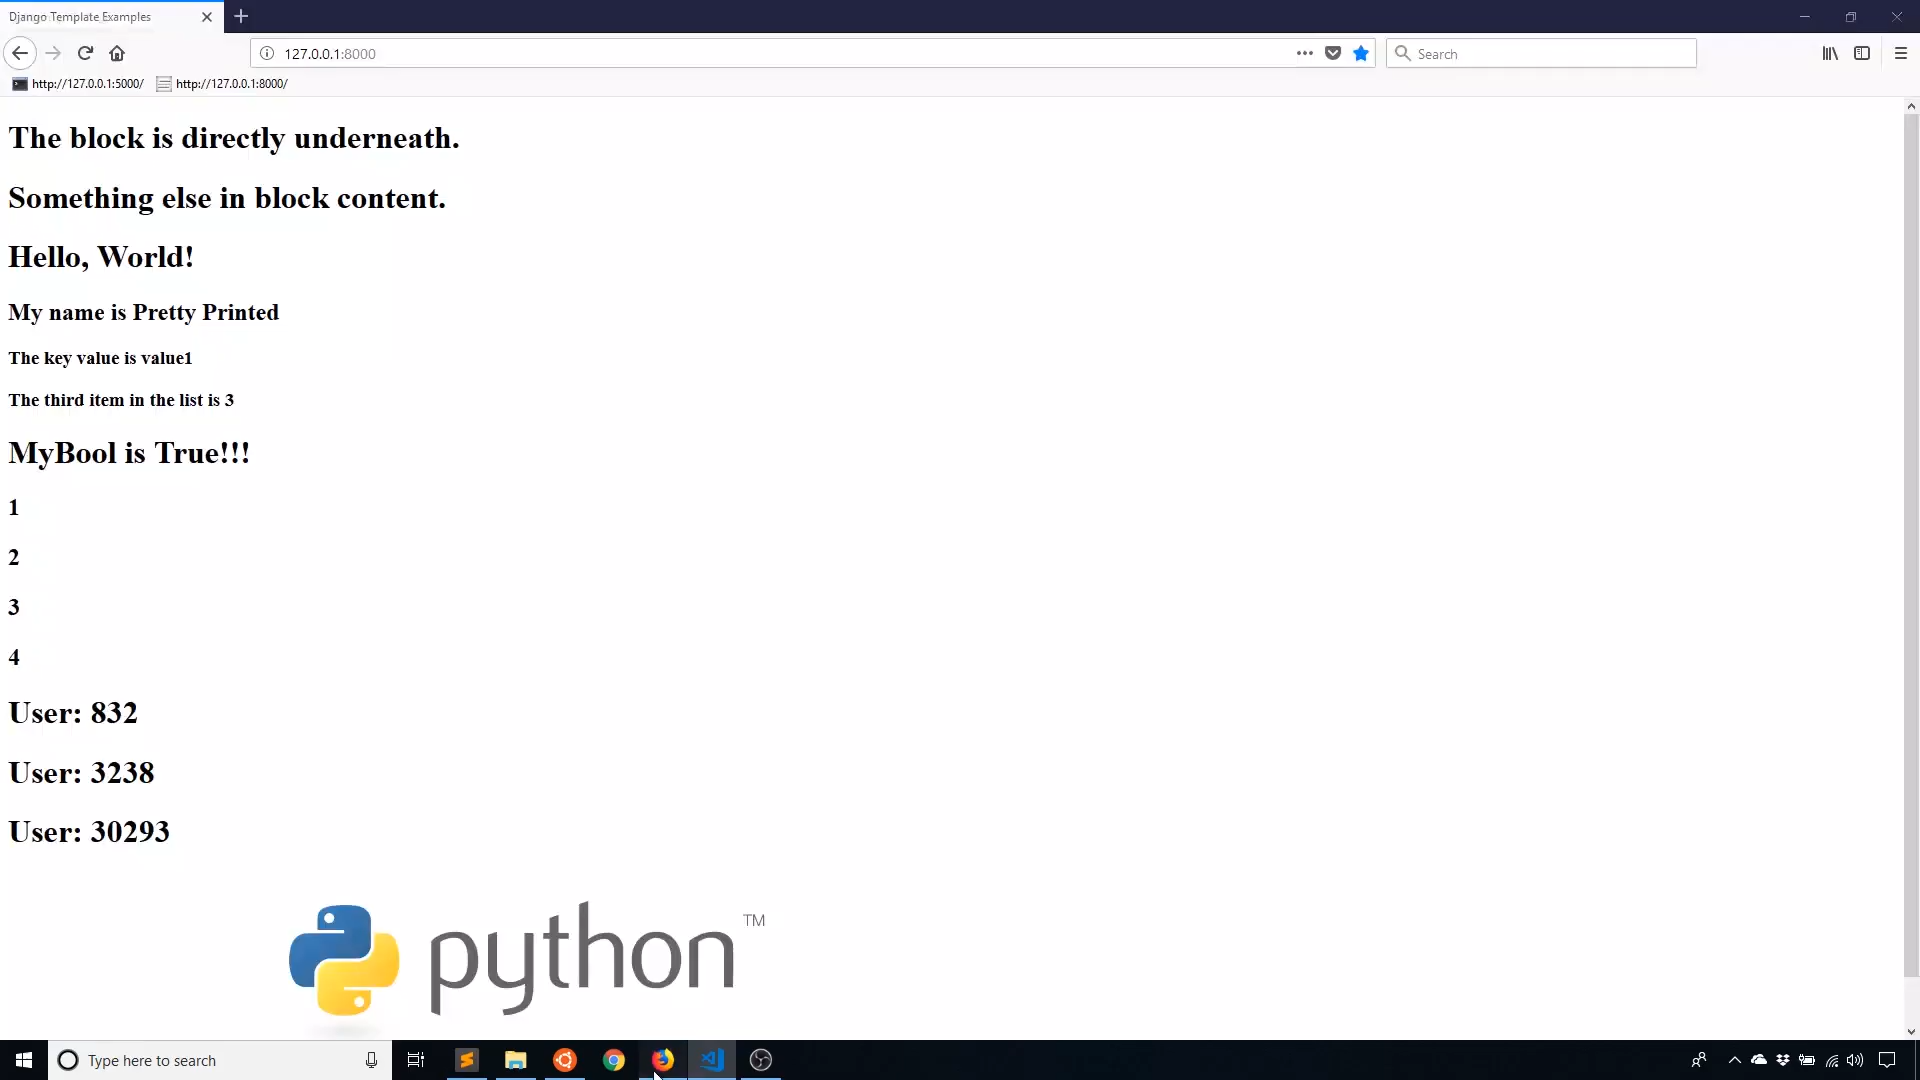 Django Template Examples
127.0.0.1:8000
Search
http://127.0.0.1:5000/ http://127.0.0.1:8000/
The block is directly underneath.
Something else in block content.
Hello, World!
My name is Pretty Printed
The key value is value1
The third item in the list is 3
MyBool is True!!!
1
2
3
4
User: 832
User: 3238
User: 30293
python TM
Type here to search